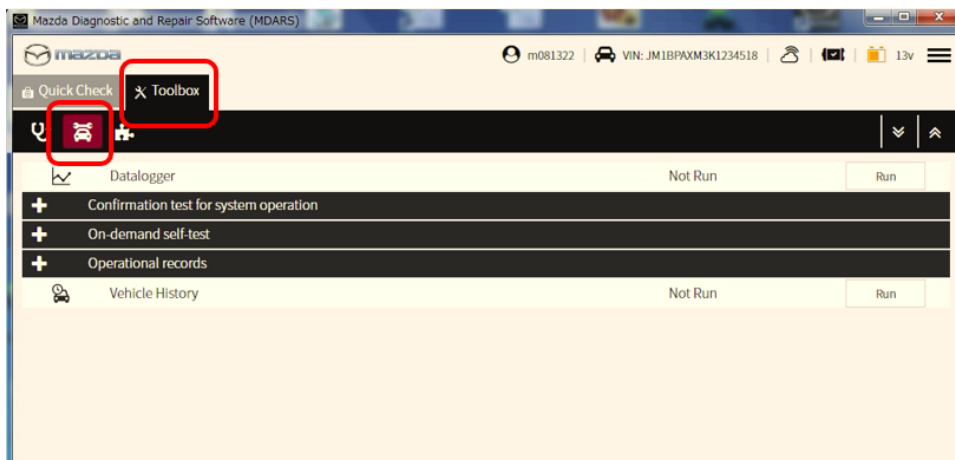 Mazda Diagnostic and Repair Software (MDARS)
mazda m081322 VIN: JM1BPAXM3K1234518 13v
Quick Check Toolbox
Datalogger Not Run Run
Confirmation test for system operation
On-demand self-test
Operational records
Vehicle History Not Run Run